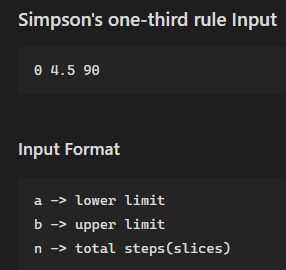 Simpson's one-third rule Input
0 4.5 90
Input Format
a -> lower limit
b -> upper limit
n -> total steps(slices)